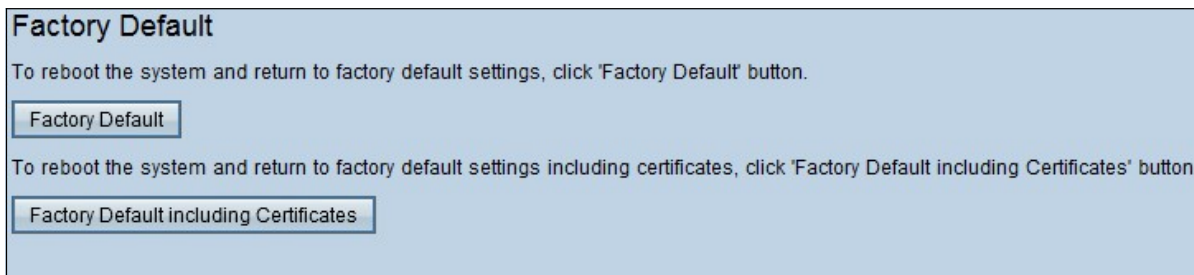 Factory Default
To reboot the system and return to factory default settings, click 'Factory Default' button.
Factory Default
To reboot the system and return to factory default settings including certificates, click 'Factory Default including Certificates' button
Factory Default including Certificates